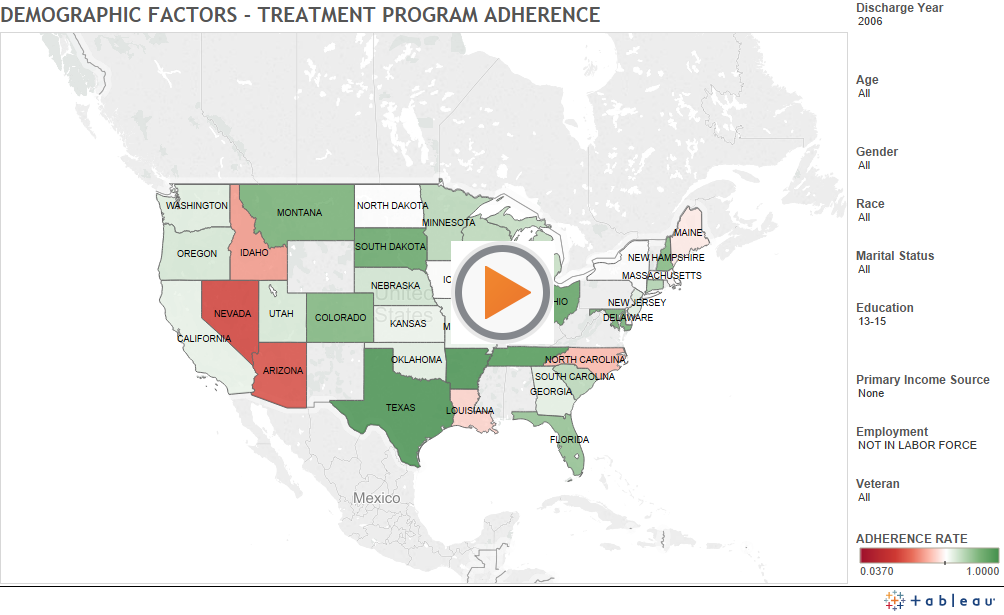 DEMOGRAPHIC FACTORS - TREATMENT PROGRAM ADHERENCE
Discharge Year
2006
Age
All
Gender
All
Race
All
Marital Status
All
Education
13-15
Primary Income Source
None
Employment
NOT IN LABOR FORCE
Veteran
All
ADHERENCE RATE
0.0370 1.0000
WASHINGTON
MONTANA
NORTH DAKOTA
MINNESOTA
MAINE
OREGON
IDAHO
SOUTH DAKOTA
NEW HAMPSHIRE
MASSACHUSETTS
NEBRASKA
United
States
NEVADA
UTAH
COLORADO
KANSAS
HIO
NEW JERSEY
DELAWARE
CALIFORNIA
ARIZONA
OKLAHOMA
NORTH CAROLINA
SOUTH CAROLINA
GEORGIA
TEXAS
LOUISIANA
FLORIDA
Mexico
+ableau